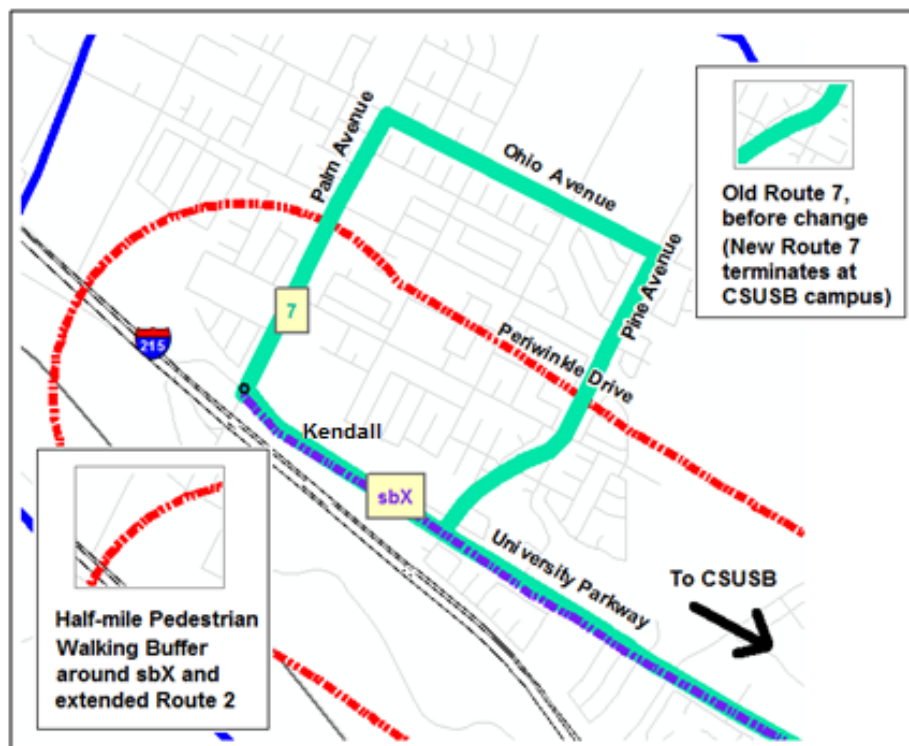 Palm Avenue
Ohio Avenue
Old Route 7,
before change
(New Route 7
terminates at
CSUSB campus)
Pine Avenue
7
215
Periwinkle Drive
Kendall
sbX
University Parkway
To CSUSB
Half-mile Pedestrian
Walking Buffer
around sbX and
extended Route 2